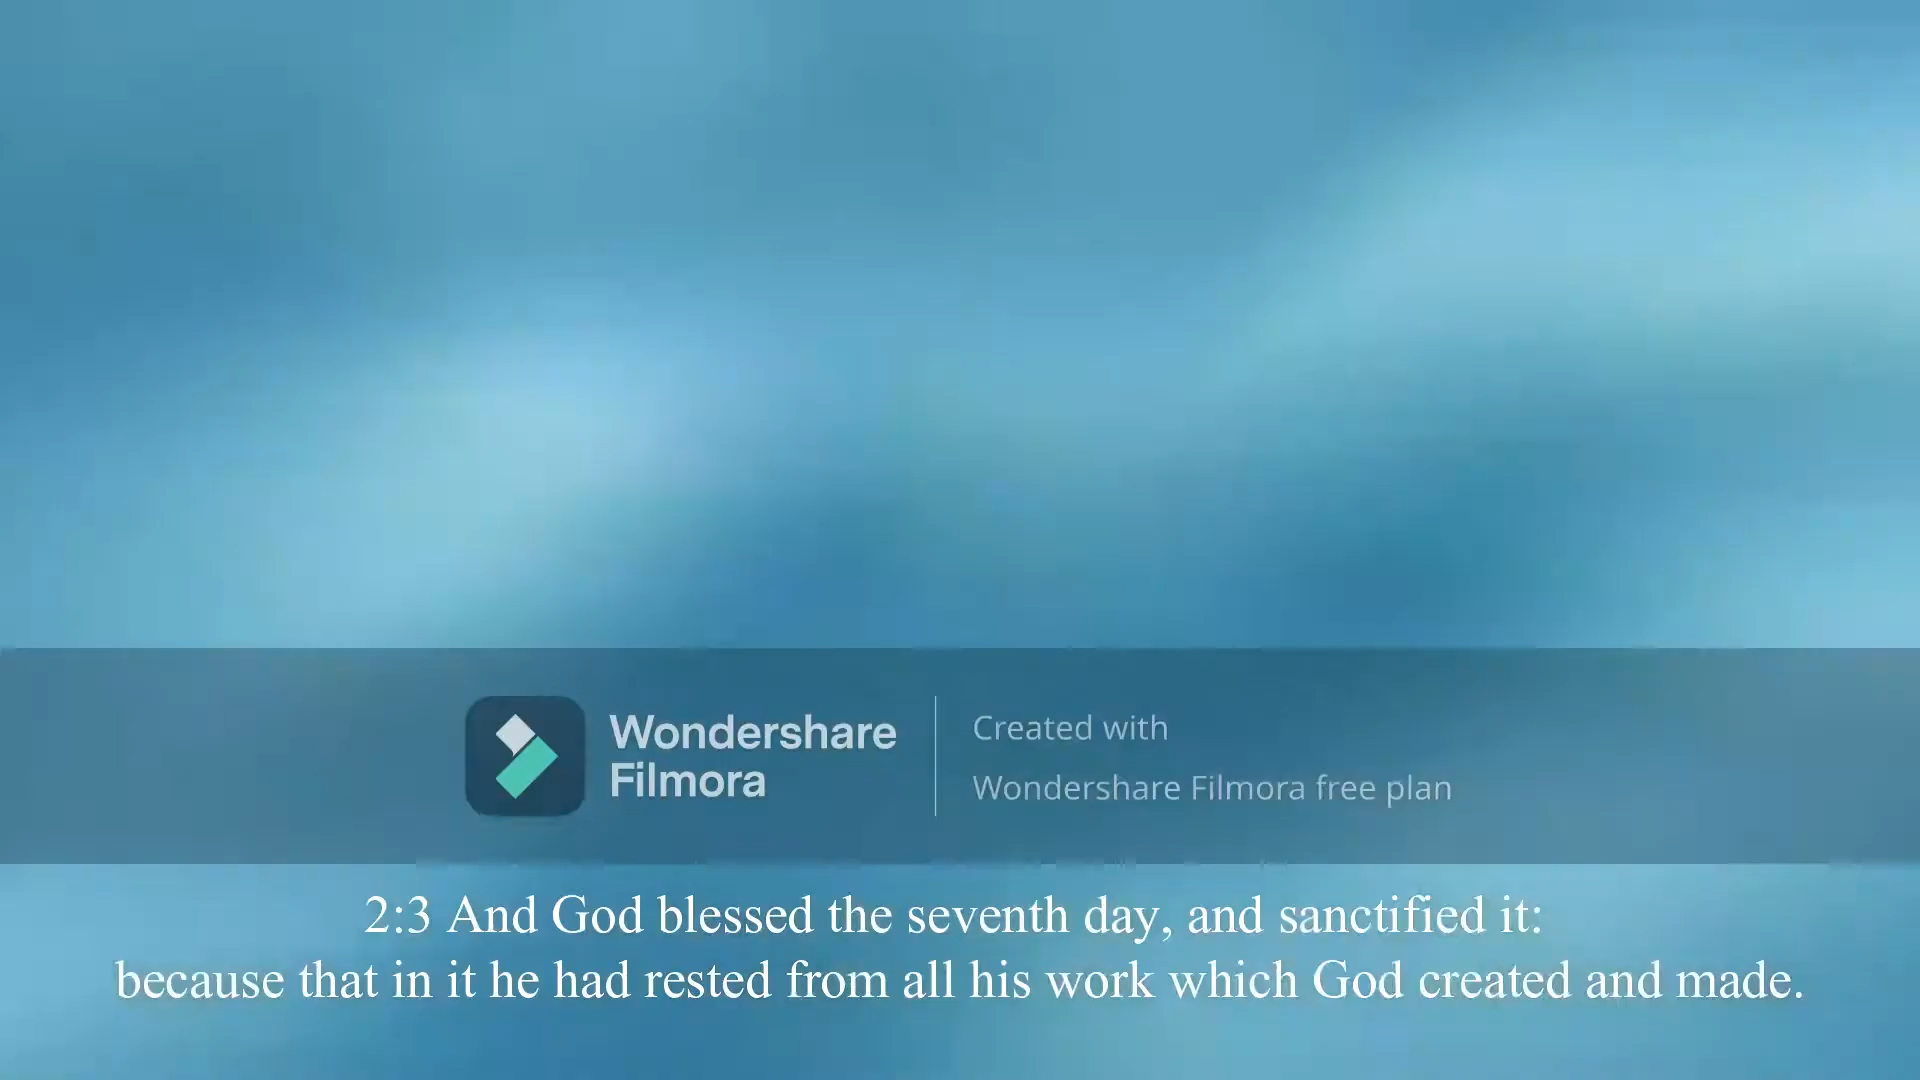 Wondershare
Filmora
Created with
Wondershare Filmora free plan
2:3 And God blessed the seventh day, and sanctified it:
because that in it he had rested from all his work which God created and made.